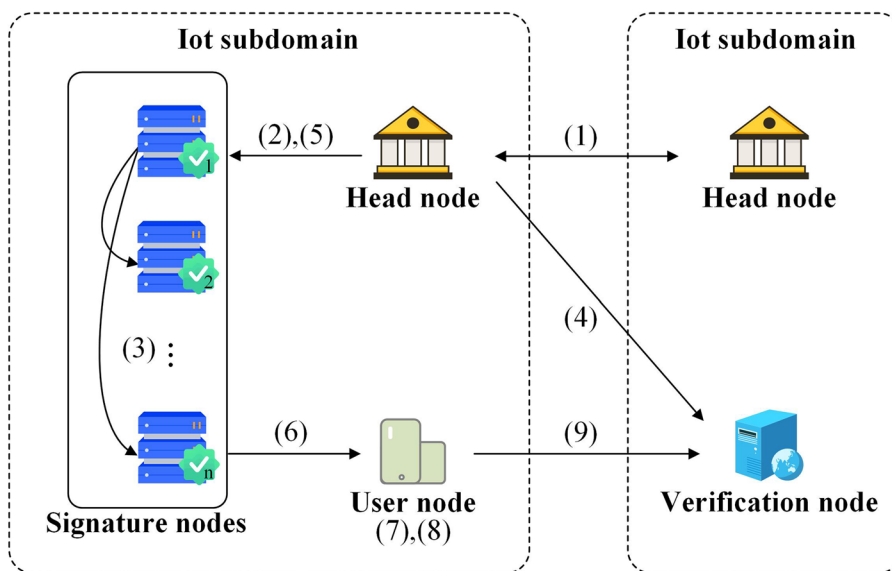 Iot subdomain
Iot subdomain
1
(2),(5)
(1)
Head node
Head node
2
(4)
(3)
n
(6)
(9)
Signature nodes
User node
Verification node
(7),(8)